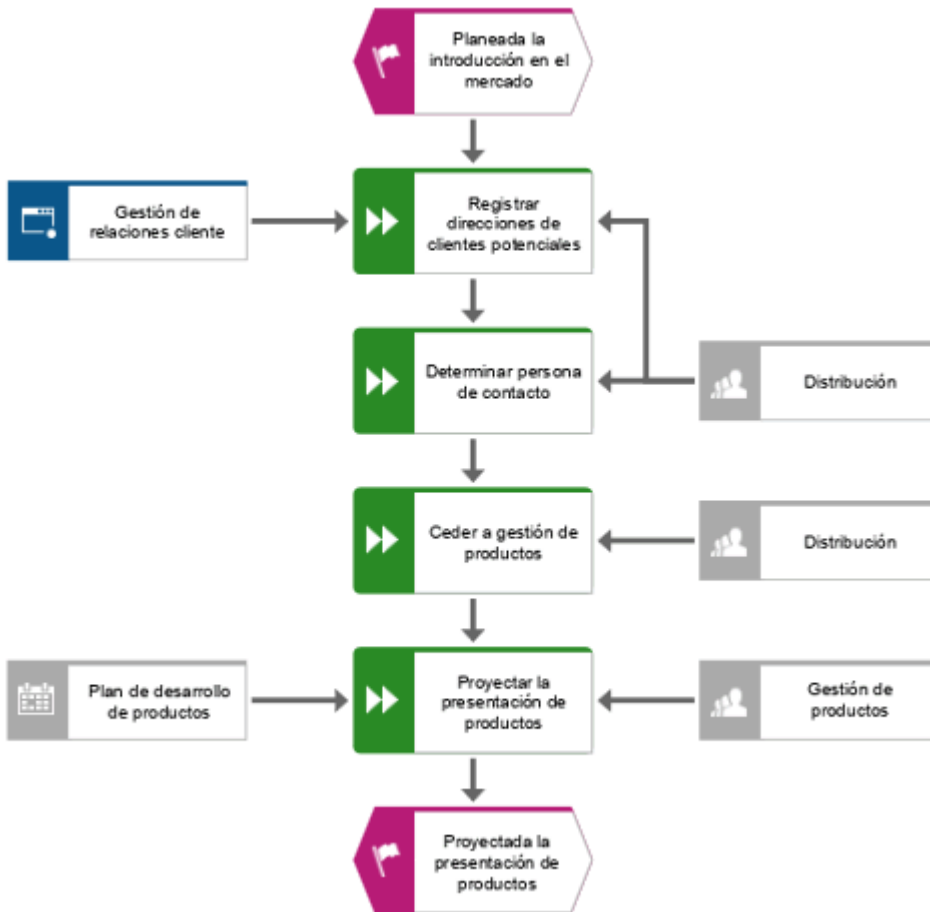 Planeada la
introducción en el
mercado
Gestión de
relaciones cliente
Registrar
direcciones de
clientes potenciales
Determinar persona
de contacto
Distribución
Ceder a gestión de
productos
Distribución
Plan de desarrollo
de productos
Proyectar la
presentación de
productos
Gestión de
productos
Proyectada la
presentación de
productos